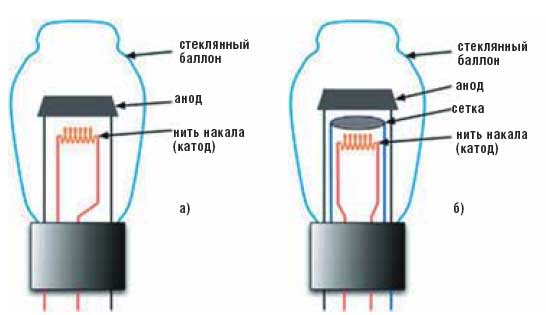 стеклянный
баллон
анод
нить накала
(катод)
а)
стеклянный
баллон
анод
сетка
нить накала
(катод)
б)